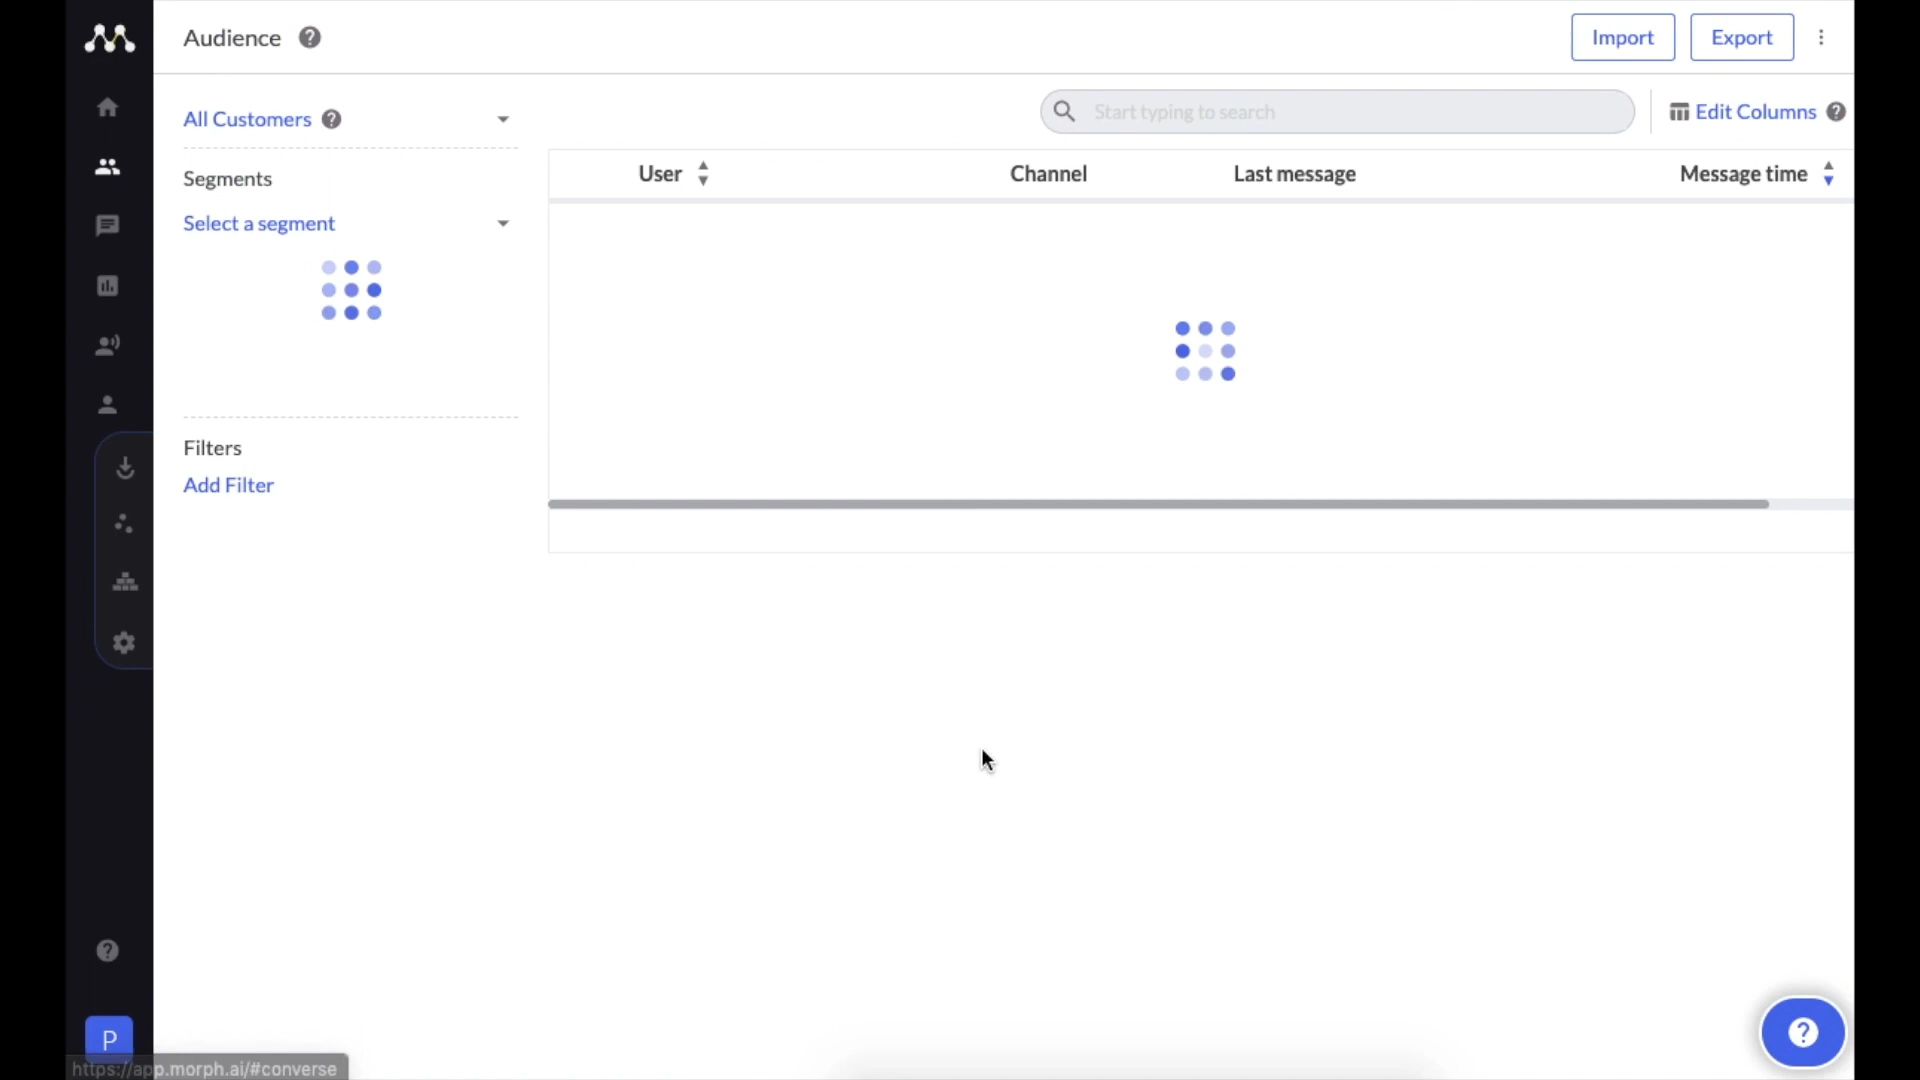 Audience
Import
Export
All Customers
Start typing to search
Edit Columns
Segments
User
Channel
Last message
Message time
Select a segment
Filters
Add Filter
P
https://app.morph.ai/#converse